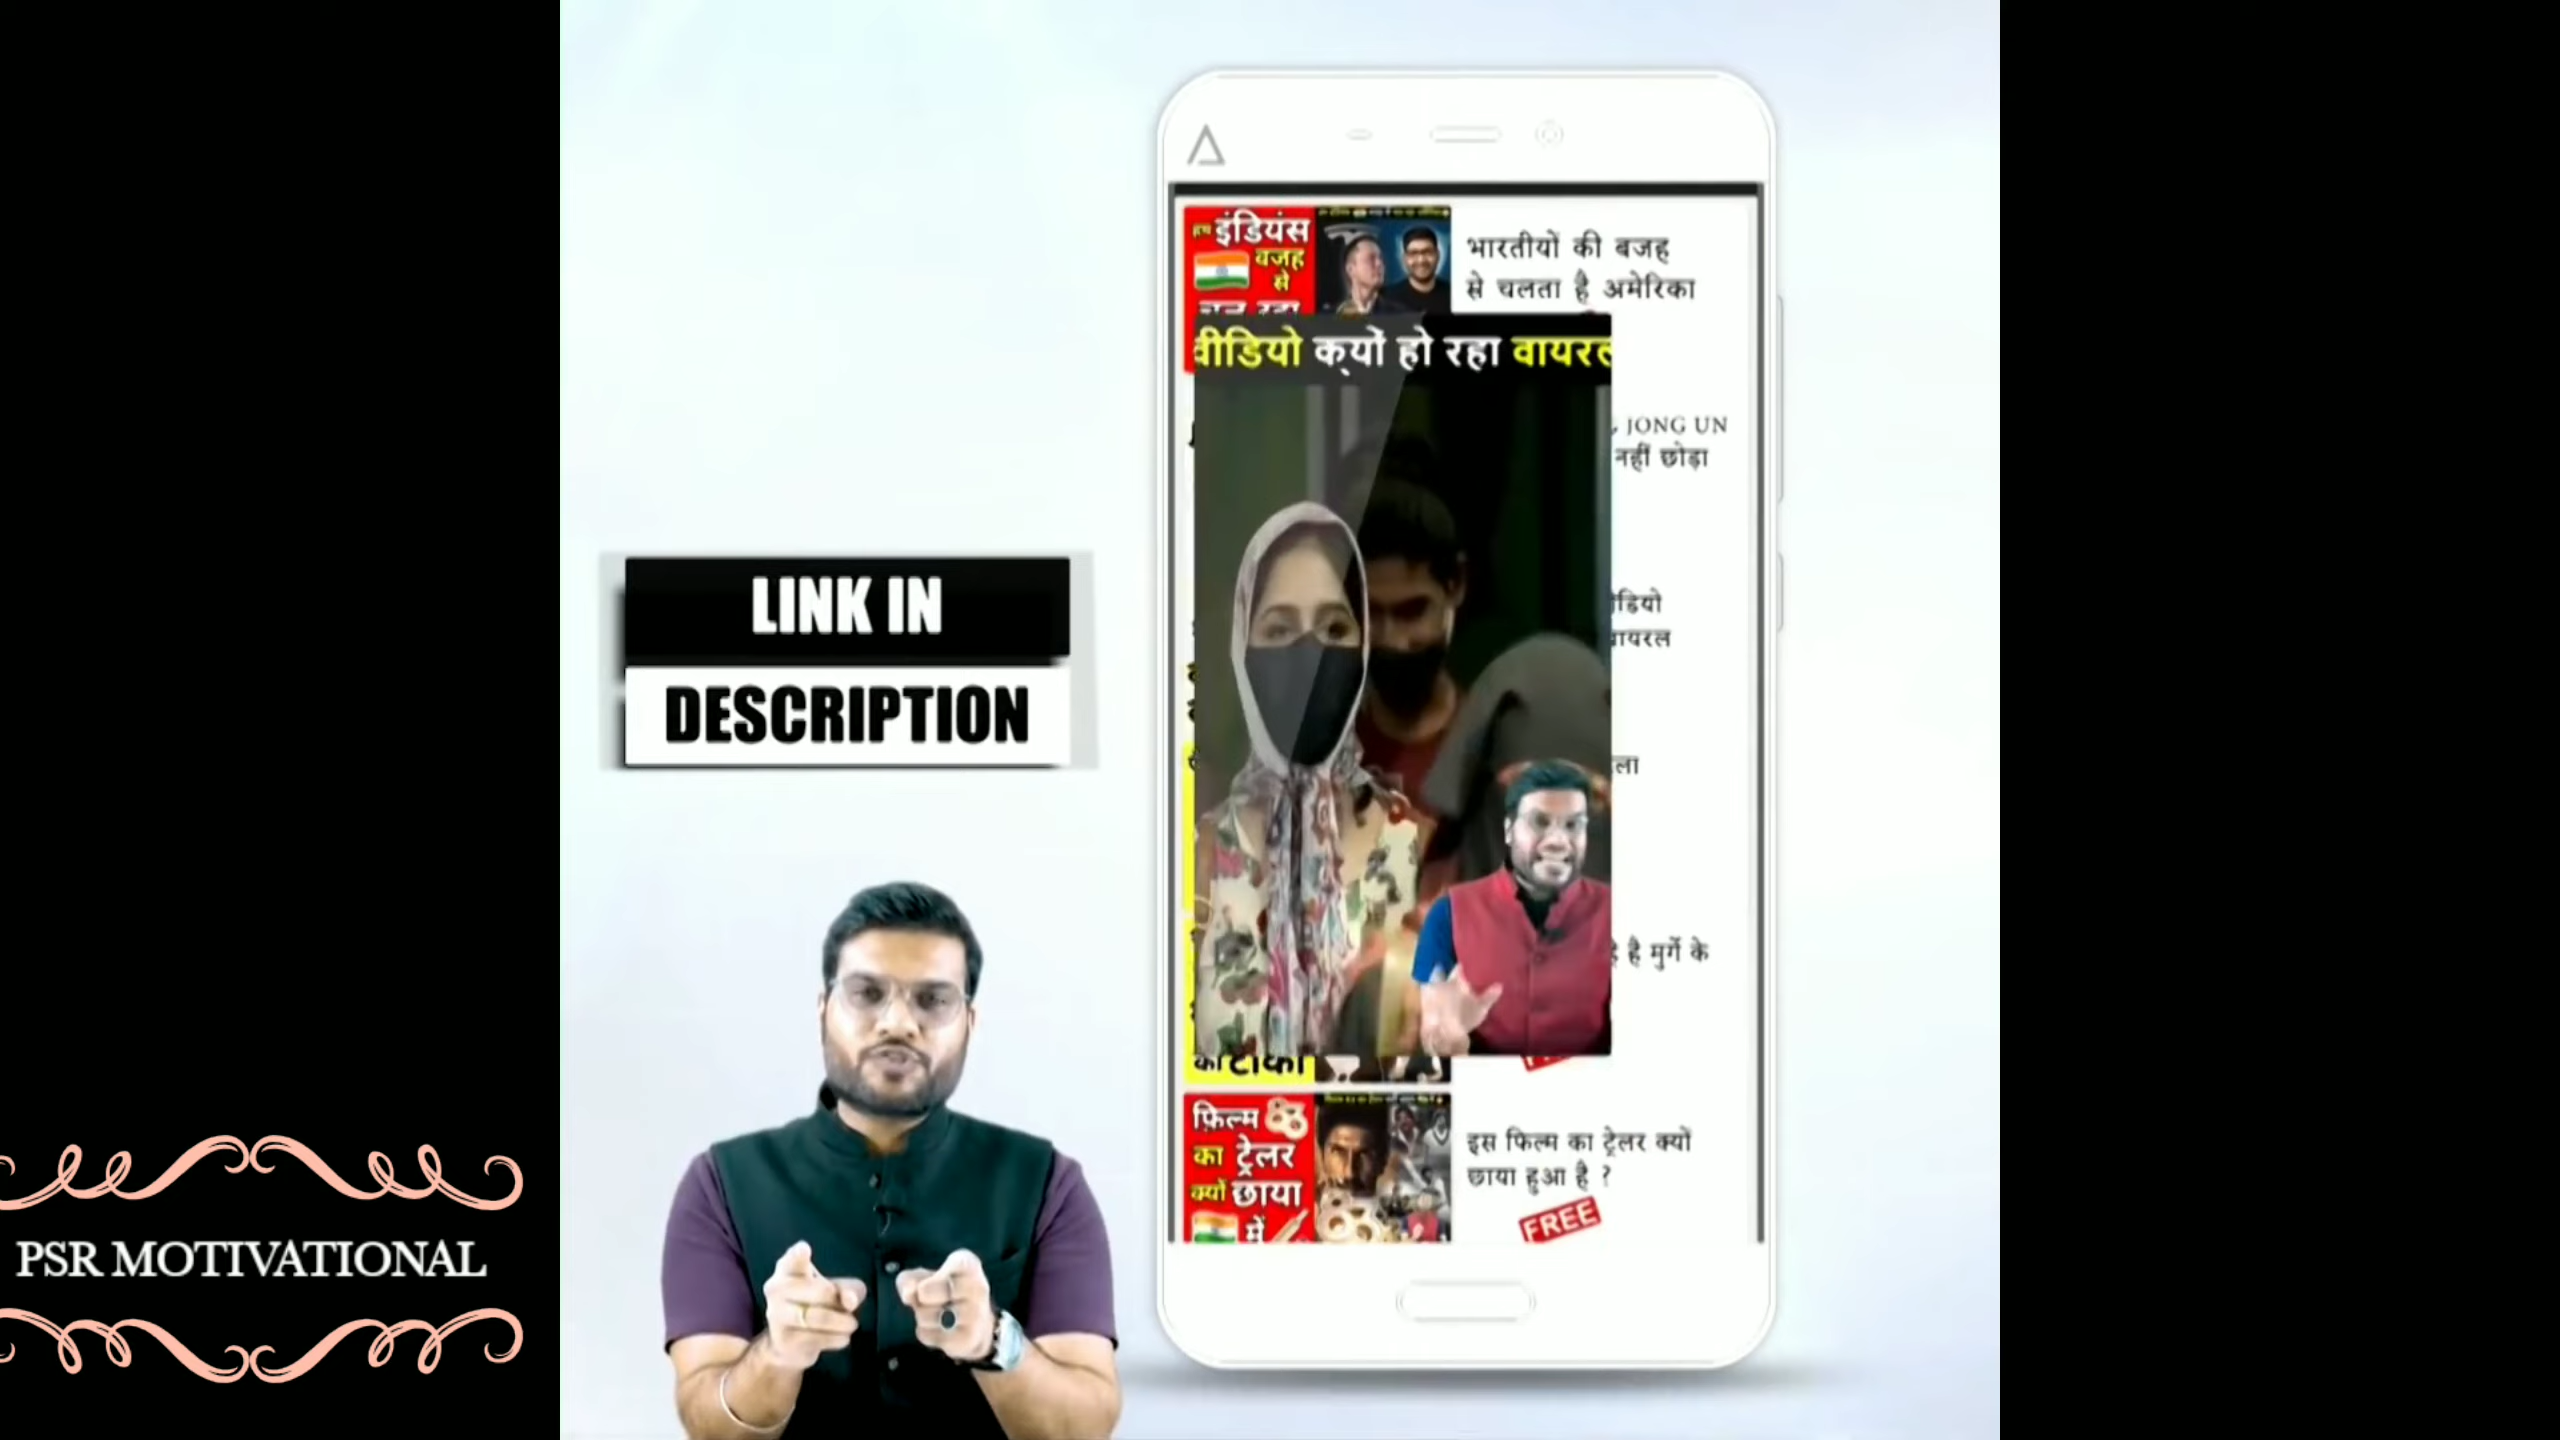 इंडियंस
वजह
से
भारतीयों की बजह
से चलता है अमेरिका
वीडियो क्यों हो रहा वायरल
JONG UN
नहीं छोड़ा
LINK IN
DESCRIPTION
है मुर्गे के
का टीका
फ़िल्म
का ट्रेलर
क्यों छाया
में
इस फिल्म का ट्रेलर क्यों
छाया हुआ है ?
FREE
PSR MOTIVATIONAL